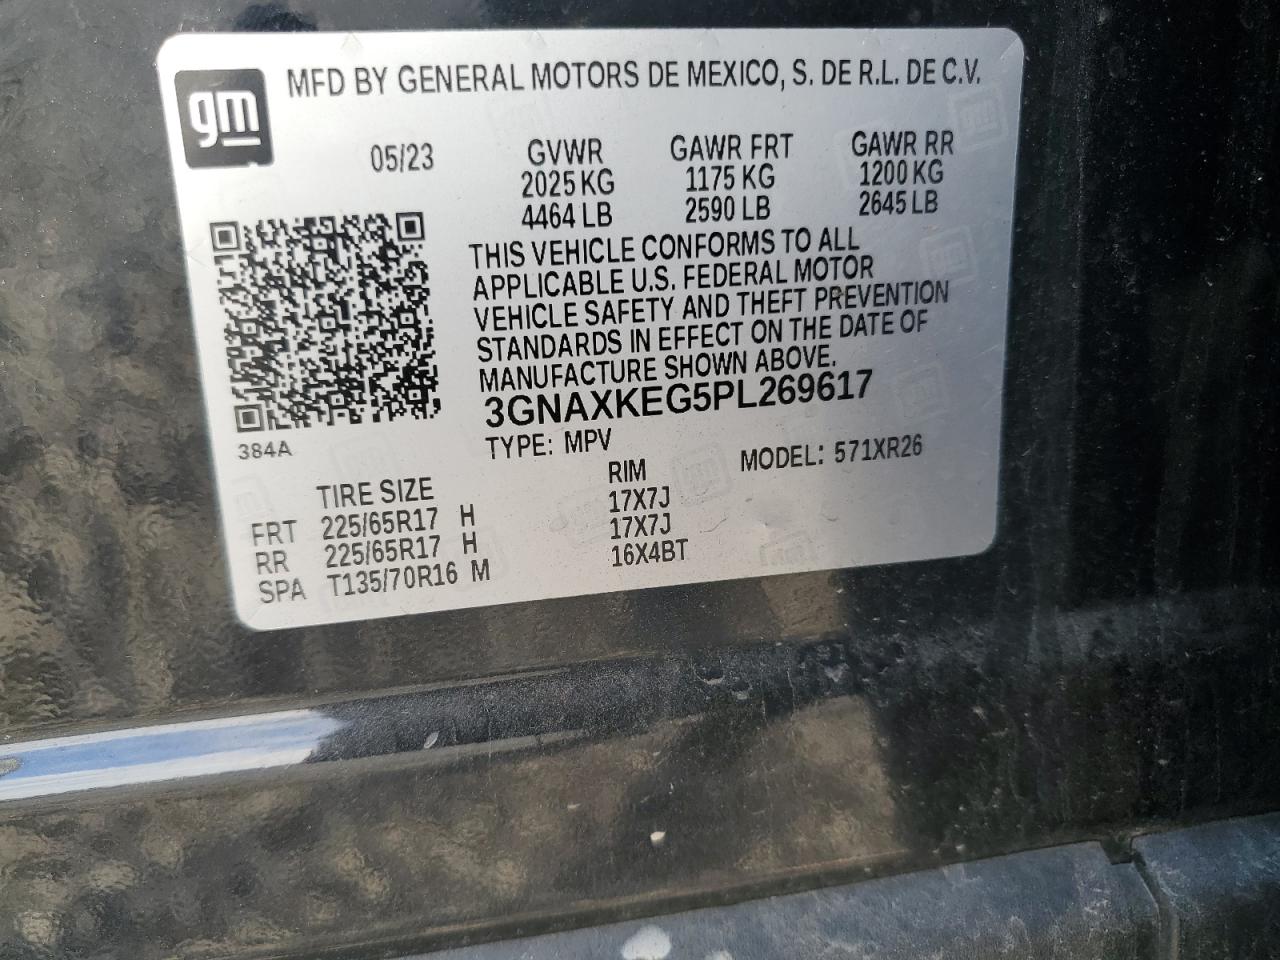 gm
MFD BY GENERAL MOTORS DE MEXICO, S. DE R.L. DE C.V.
05/23 GVWR GAWR FRT GAWR RR
2025 KG 1175 KG 1200 KG
4464 LB 2590 LB 2645 LB
THIS VEHICLE CONFORMS TO ALL
APPLICABLE U.S. FEDERAL MOTOR
VEHICLE SAFETY AND THEFT PREVENTION
STANDARDS IN EFFECT ON THE DATE OF
MANUFACTURE SHOWN ABOVE.
3GNAXKEG5PL269617
384A
TYPE: MPV MODEL: 571XR26
TIRE SIZE RIM
FRT 225/65R17 H 17X7J
RR 225/65R17 H 17X7J
SPA T135/70R16 M 16X4BT